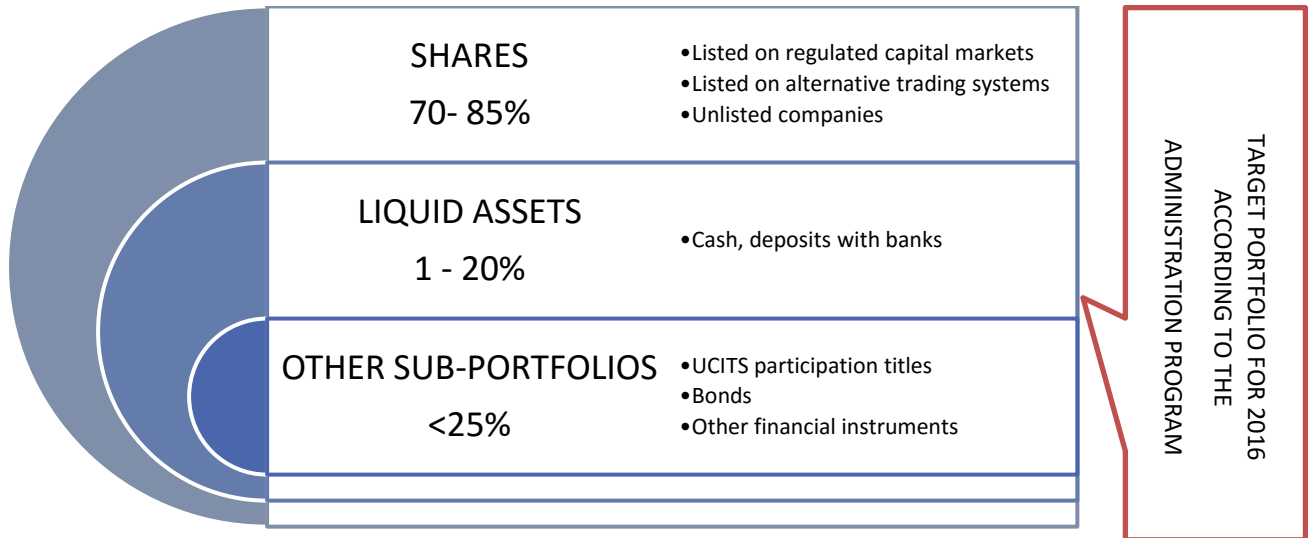 SHARES
70- 85%
•Listed on regulated capital markets
•Listed on alternative trading systems
•Unlisted companies
LIQUID ASSETS
1 - 20%
•Cash, deposits with banks
OTHER SUB-PORTFOLIOS
<25%
•UCITS participation titles
•Bonds
•Other financial instruments
TARGET PORTFOLIO FOR 2016
ACCORDING TO THE
ADMINISTRATION PROGRAM